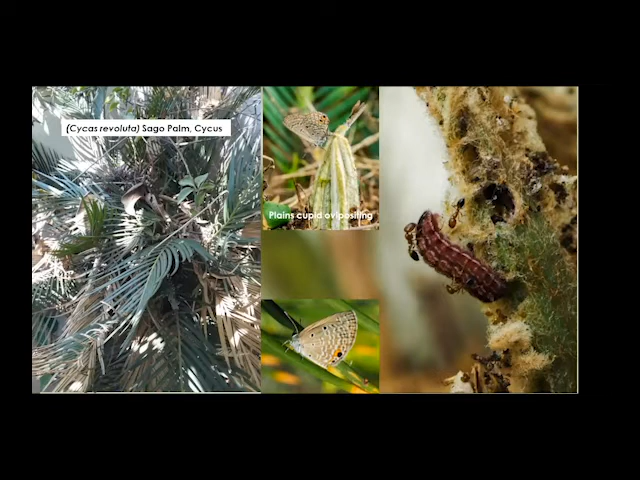 (Cycas revoluta) Sago Palm, Cycus
Plains cupid ovipositing